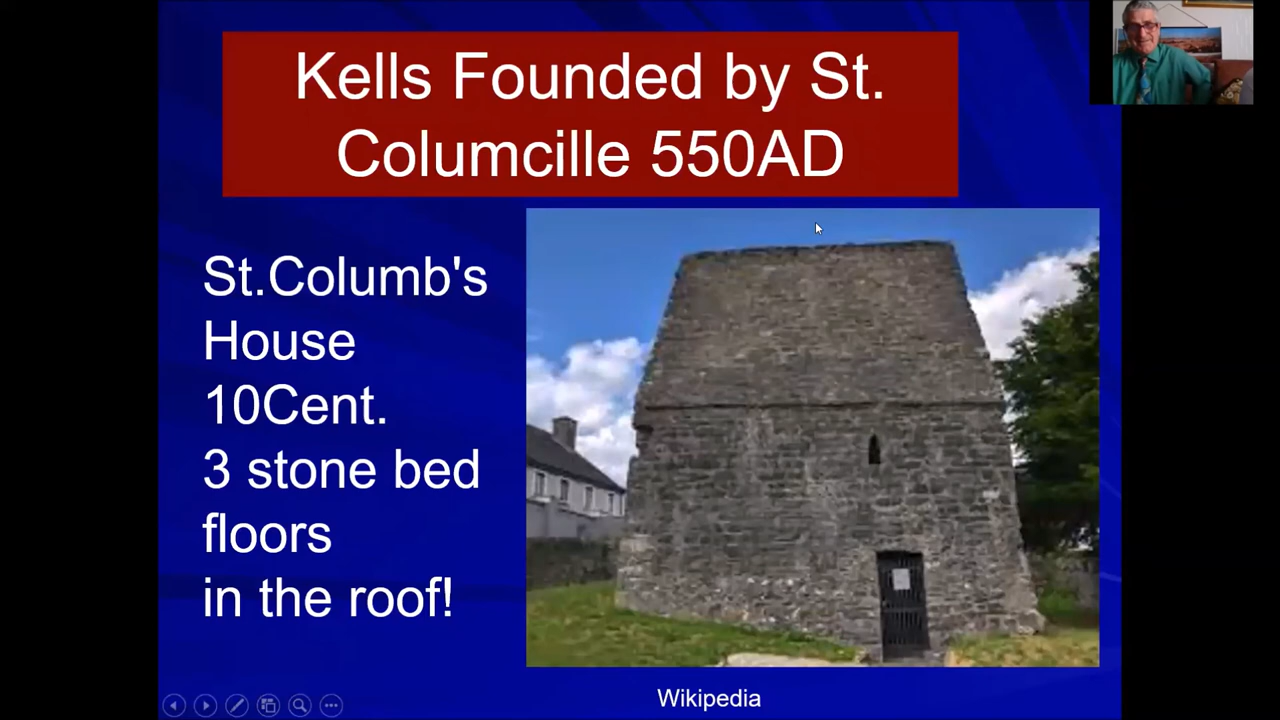 Kells Founded by St.
Columcille 550AD
St.Columb's
House
10Cent.
3 stone bed
floors
in the roof!
Wikipedia